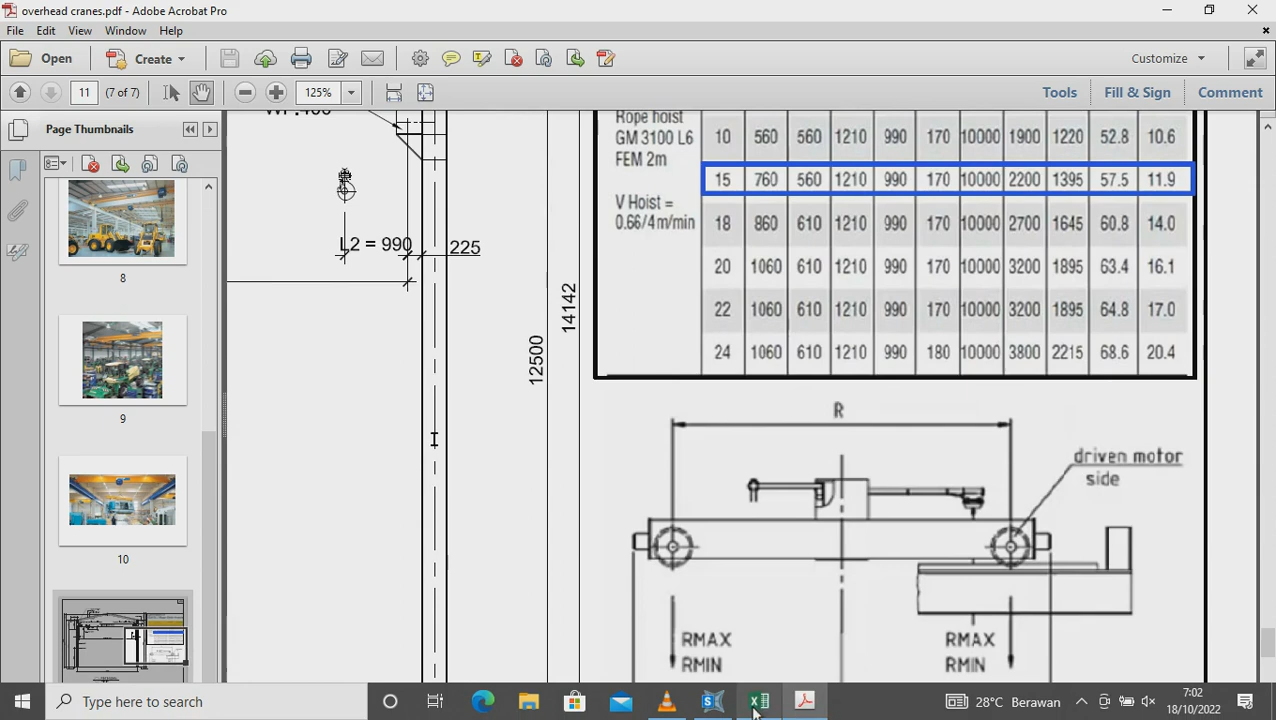 overhead cranes.pdf - Adobe Acrobat Pro
File Edit View Window Help
Open Create Customize
11 (7 of 7) 125% Tools Fill & Sign Comment
Page Thumbnails
8
9
10
L2 = 990
225
12500
14142
Rope hoist
GM 3100 L6
FEM 2m
V Hoist =
0.66/4m/min
10 560 560 1210 990 170 10000 1900 1220 52.8 10.6
15 760 560 1210 990 170 10000 2200 1395 57.5 11.9
18 860 610 1210 990 170 10000 2700 1645 60.8 14.0
20 1060 610 1210 990 170 10000 3200 1895 63.4 16.1
22 1060 610 1210 990 170 10000 3200 1895 64.8 17.0
24 1060 610 1210 990 180 10000 3800 2215 68.6 20.4
R
driven motor
side
RMAX
RMIN
RMAX
RMIN
Type here to search
28°C Berawan
7:02
18/10/2022